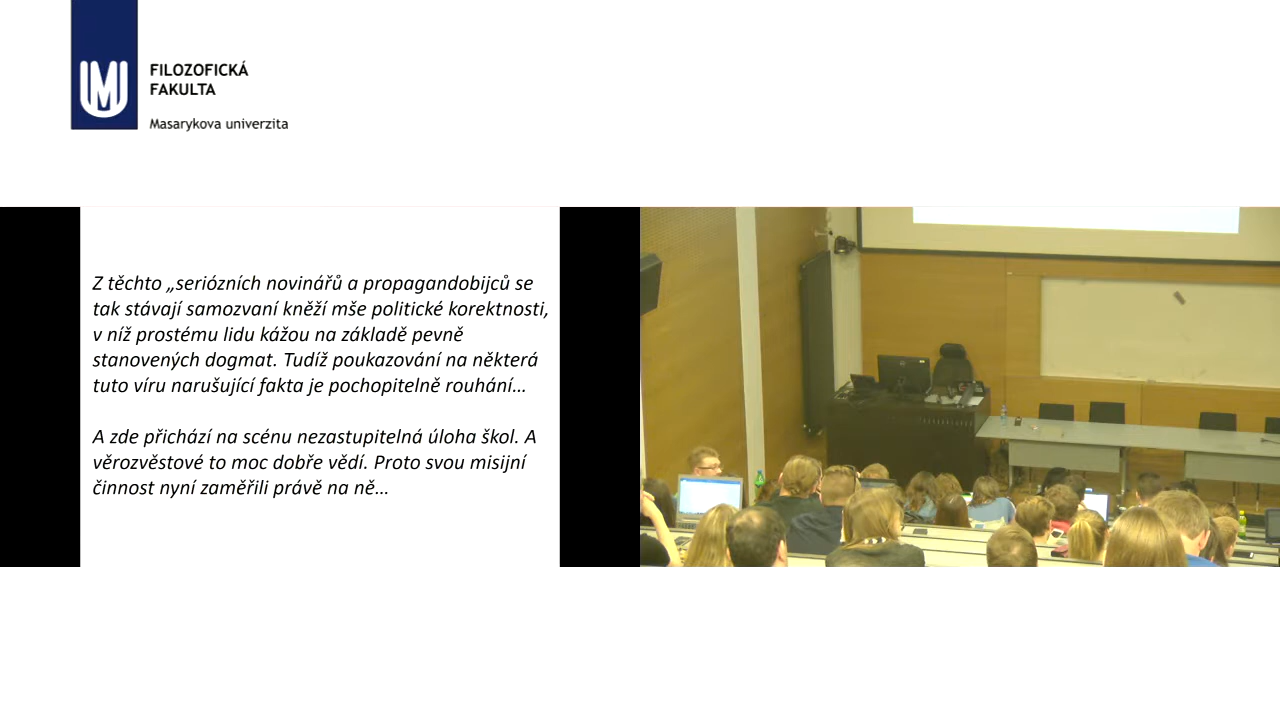 FILOZOFICKÁ
FAKULTA
Masarykova univerzita
Z těchto „seriózních novinářů a propagandobijců se
tak stávají samozvaní kněží mše politické korektnosti,
v níž prostému lidu kážou na základě pevně
stanovených dogmat. Tudíž poukazování na některá
tuto víru narušující fakta je pochopitelně rouhání…
A zde přichází na scénu nezastupitelná úloha škol. A
věrozvěstové to moc dobře vědí. Proto svou misijní
činnost nyní zaměřili právě na ně…